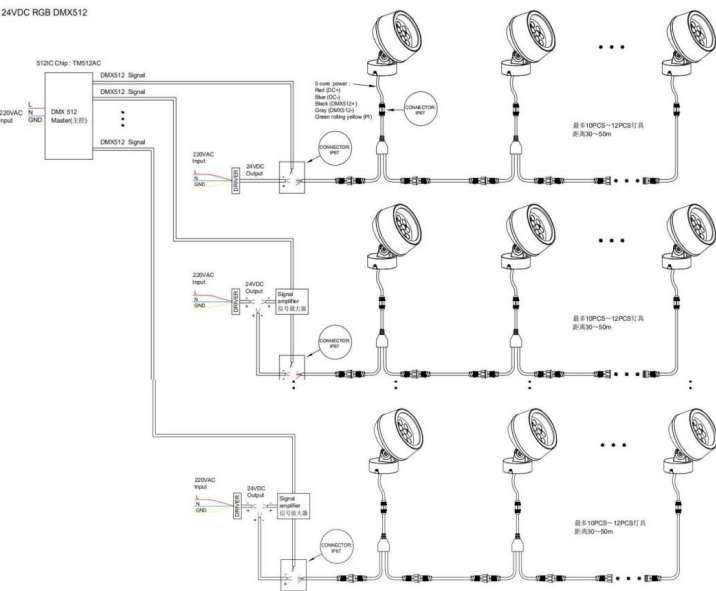 24VDC RGB DMX512
512IC Chip : TM512AC
DMX512 Signal
DMX512 Signal
DMX512 Signal
220VAC
Input
L
N
GND
DMX 512
Master(主控)
5 core power :
Red (DC+)
Blue (DC-)
Black (DMX512+)
Gray (DMX512-)
Green rolling yellow (PI)
CONNECTOR:
IP67
CONNECTOR:
IP67
220VAC
Input
L
N
GND
DRIVER
24VDC
Output
最多10PCS~12PCS灯具
距离30~50m
220VAC
Input
L
N
GND
DRIVER
24VDC
Output
Signal
amplifier
信号放大器
CONNECTOR:
IP67
最多10PCS~12PCS灯具
距离30~50m
220VAC
Input
L
N
GND
DRIVER
24VDC
Output
Signal
amplifier
信号放大器
CONNECTOR:
IP67
最多10PCS~12PCS灯具
距离30~50m